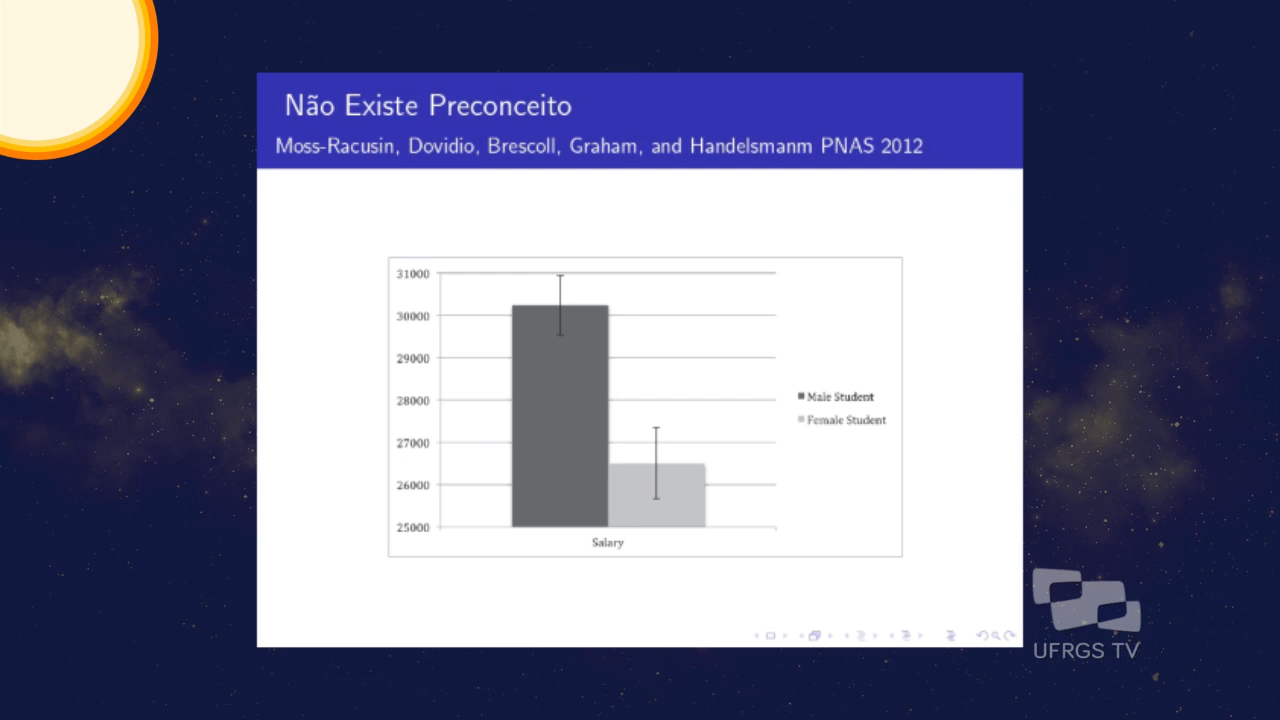 Não Existe Preconceito
Moss-Racusin, Dovidio, Brescoll, Graham, and Handelsmanm PNAS 2012
31000
30000
29000
28000
27000
26000
25000
Salary
Male Student
Female Student
UFRGS TV